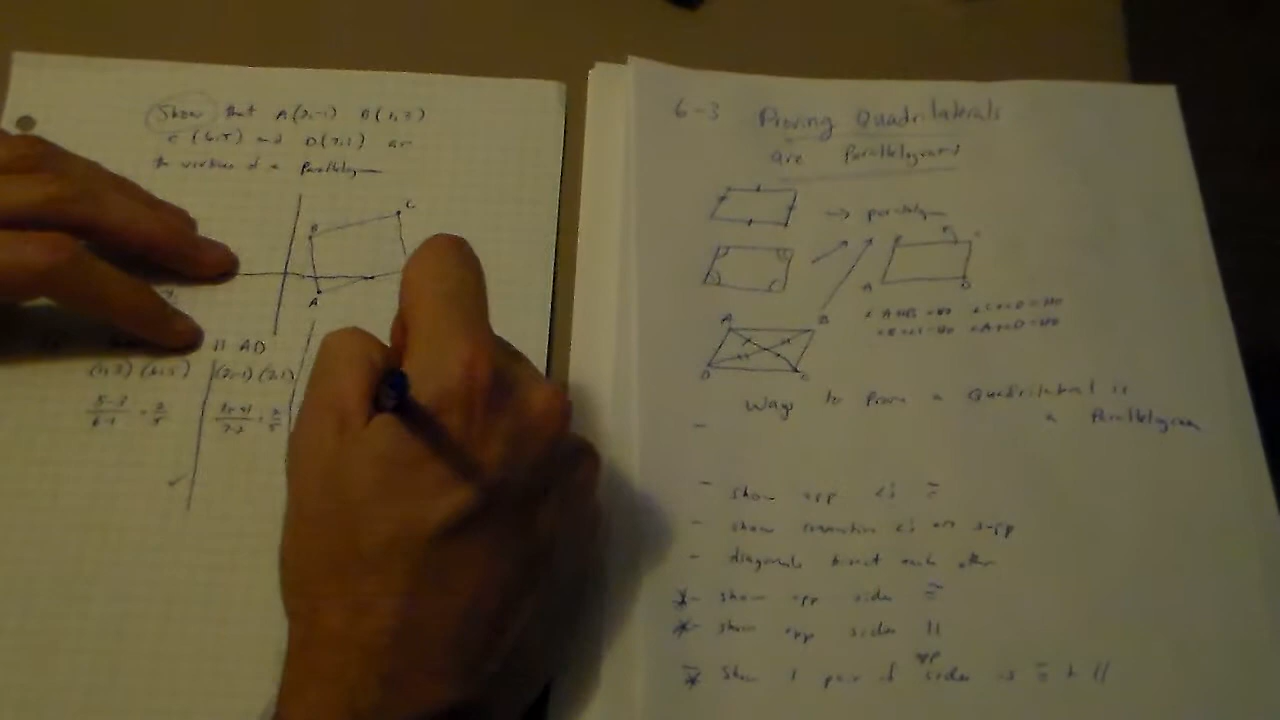 Show that A(2,-1) B(1,3)
C(6,5) and D(7,1) are
the vertices of a Parallelogram
B
C
A
|| AD
(1,3) (6,5)
(2,-1) (7,1)
5-3/6-1 = 2/5
1+1/7-2 = 2/5
✓
6-3 Proving Quadrilaterals
are Parallelograms
→ parallelogram
A
B
D
A
B
D
C
Ways to Prove a Quadrilateral is
a Parallelogram
-
- Show opp <'s ≅
- show consecutive <'s are supp
- diagonals bisect each other
*- show opp sides ≅
*- show opp sides ||
*- Show 1 pair of opp sides is ≅ + ||